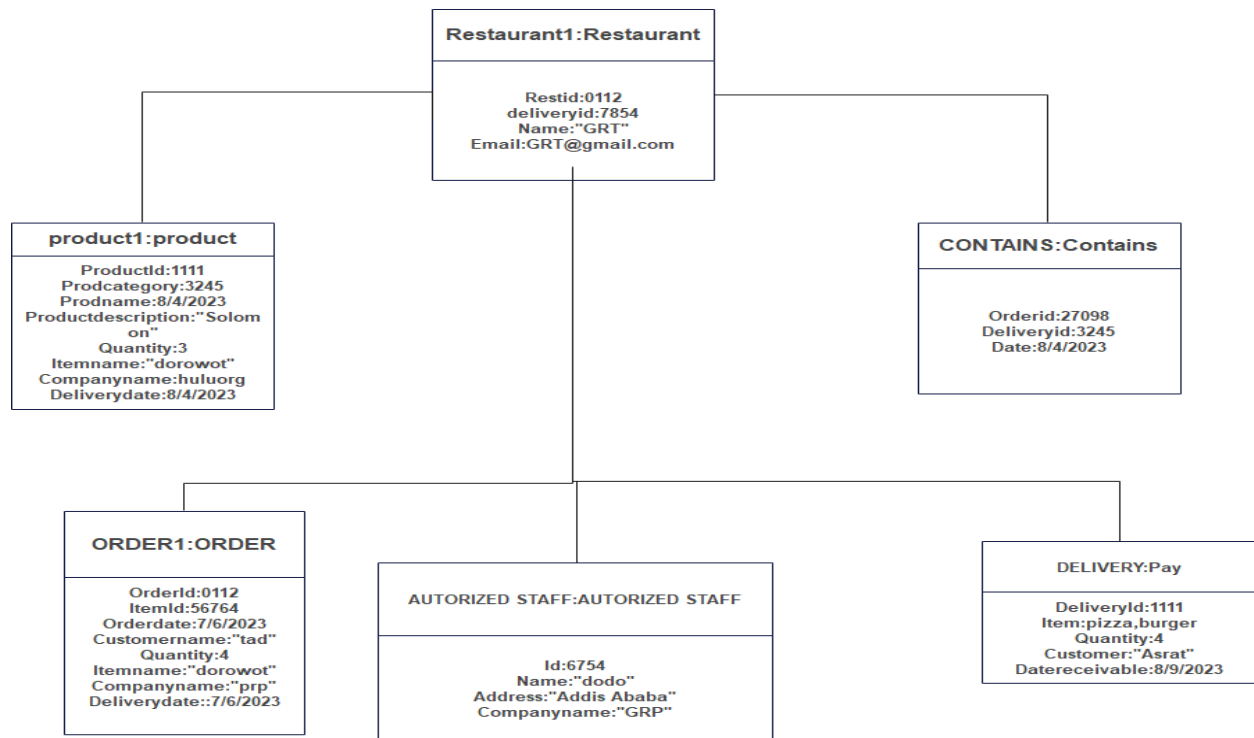 Restaurant1:Restaurant
Restid:0112
deliveryid:7854
Name:"GRT"
Email:GRT@gmail.com
product1:product
ProductId:1111
Prodcategory:3245
Prodname:8/4/2023
Productdescription:"Solom
on"
Quantity:3
Itemname:"dorowot"
Companyname:huluorg
Deliverydate:8/4/2023
CONTAINS:Contains
Orderid:27098
Deliveryid:3245
Date:8/4/2023
ORDER1:ORDER
OrderId:0112
ItemId:56764
Orderdate:7/6/2023
Customername:"tad"
Quantity:4
Itemname:"dorowot"
Companyname:"prp"
Deliverydate::7/6/2023
AUTORIZED STAFF:AUTORIZED STAFF
Id:6754
Name:"dodo"
Address:"Addis Ababa"
Companyname:"GRP"
DELIVERY:Pay
DeliveryId:1111
Item:pizza,burger
Quantity:4
Customer:"Asrat"
Datereceivable:8/9/2023